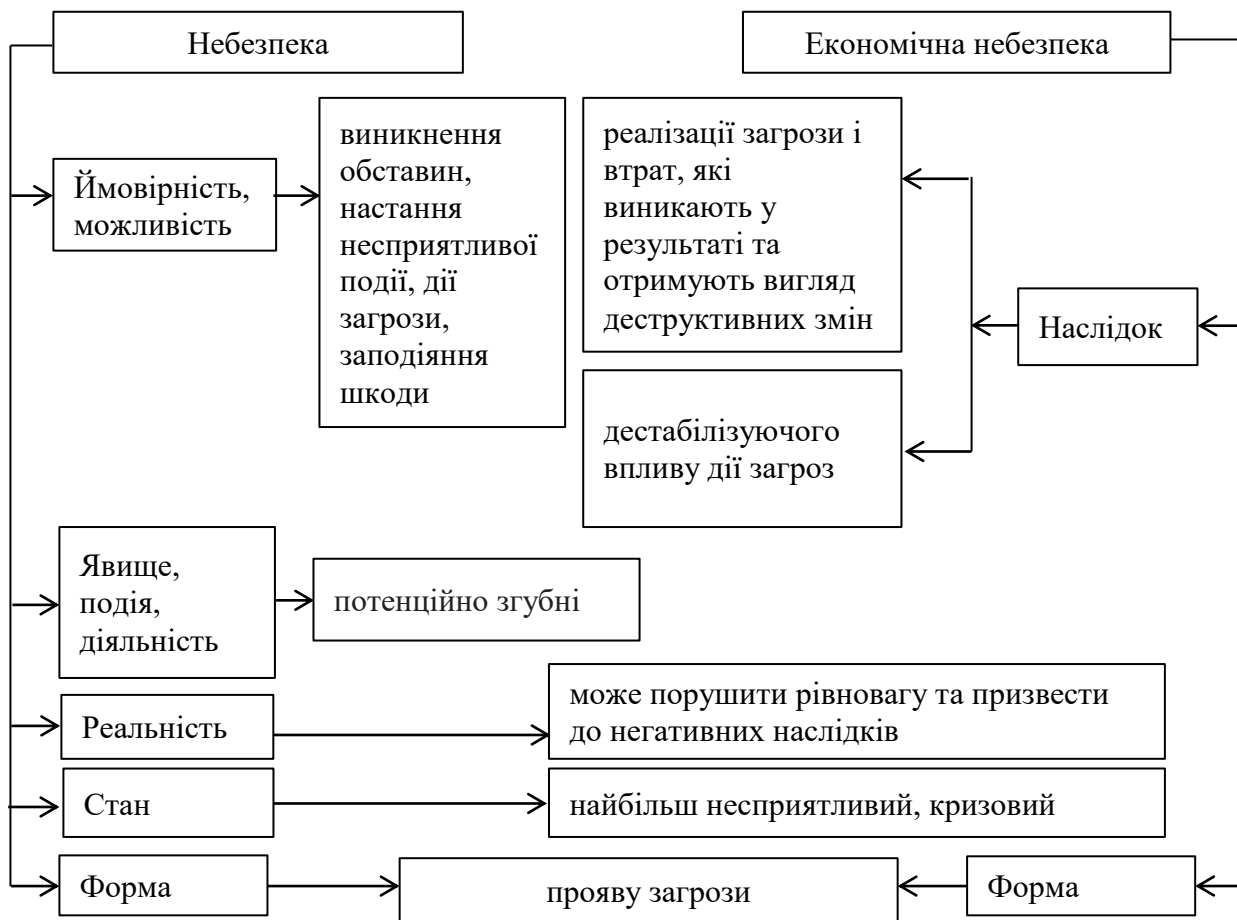 Небезпека
Економічна небезпека
Ймовірність,
можливість
виникнення
обставин,
настання
несприятливої
події, дії
загрози,
заподіяння
шкоди
реалізації загрози і
втрат, які
виникають у
результаті та
отримують вигляд
деструктивних змін
Наслідок
дестабілізуючого
впливу дії загроз
Явище,
подія,
діяльність
потенційно згубні
Реальність
може порушити рівновагу та призвести
до негативних наслідків
Стан
найбільш несприятливий, кризовий
Форма
прояву загрози
Форма